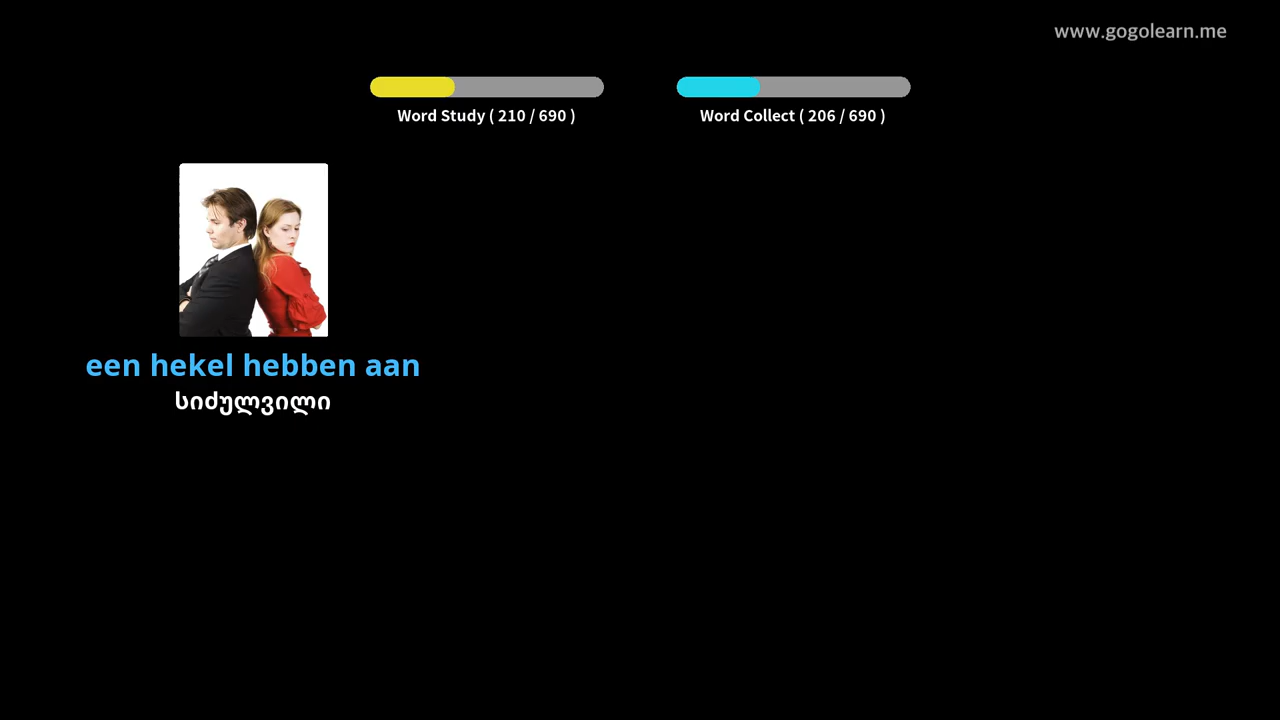 www.gogolearn.me
Word Study ( 210 / 690 )
Word Collect ( 206 / 690 )
een hekel hebben aan
სიძულვილი